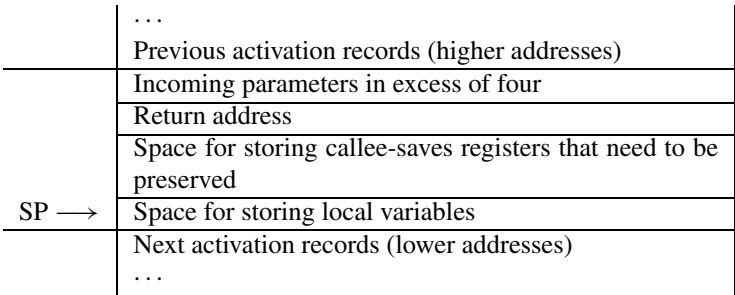 . . .
Previous activation records (higher addresses)
Incoming parameters in excess of four
Return address
Space for storing callee-saves registers that need to be
preserved
SP ⟶ Space for storing local variables
Next activation records (lower addresses)
. . .